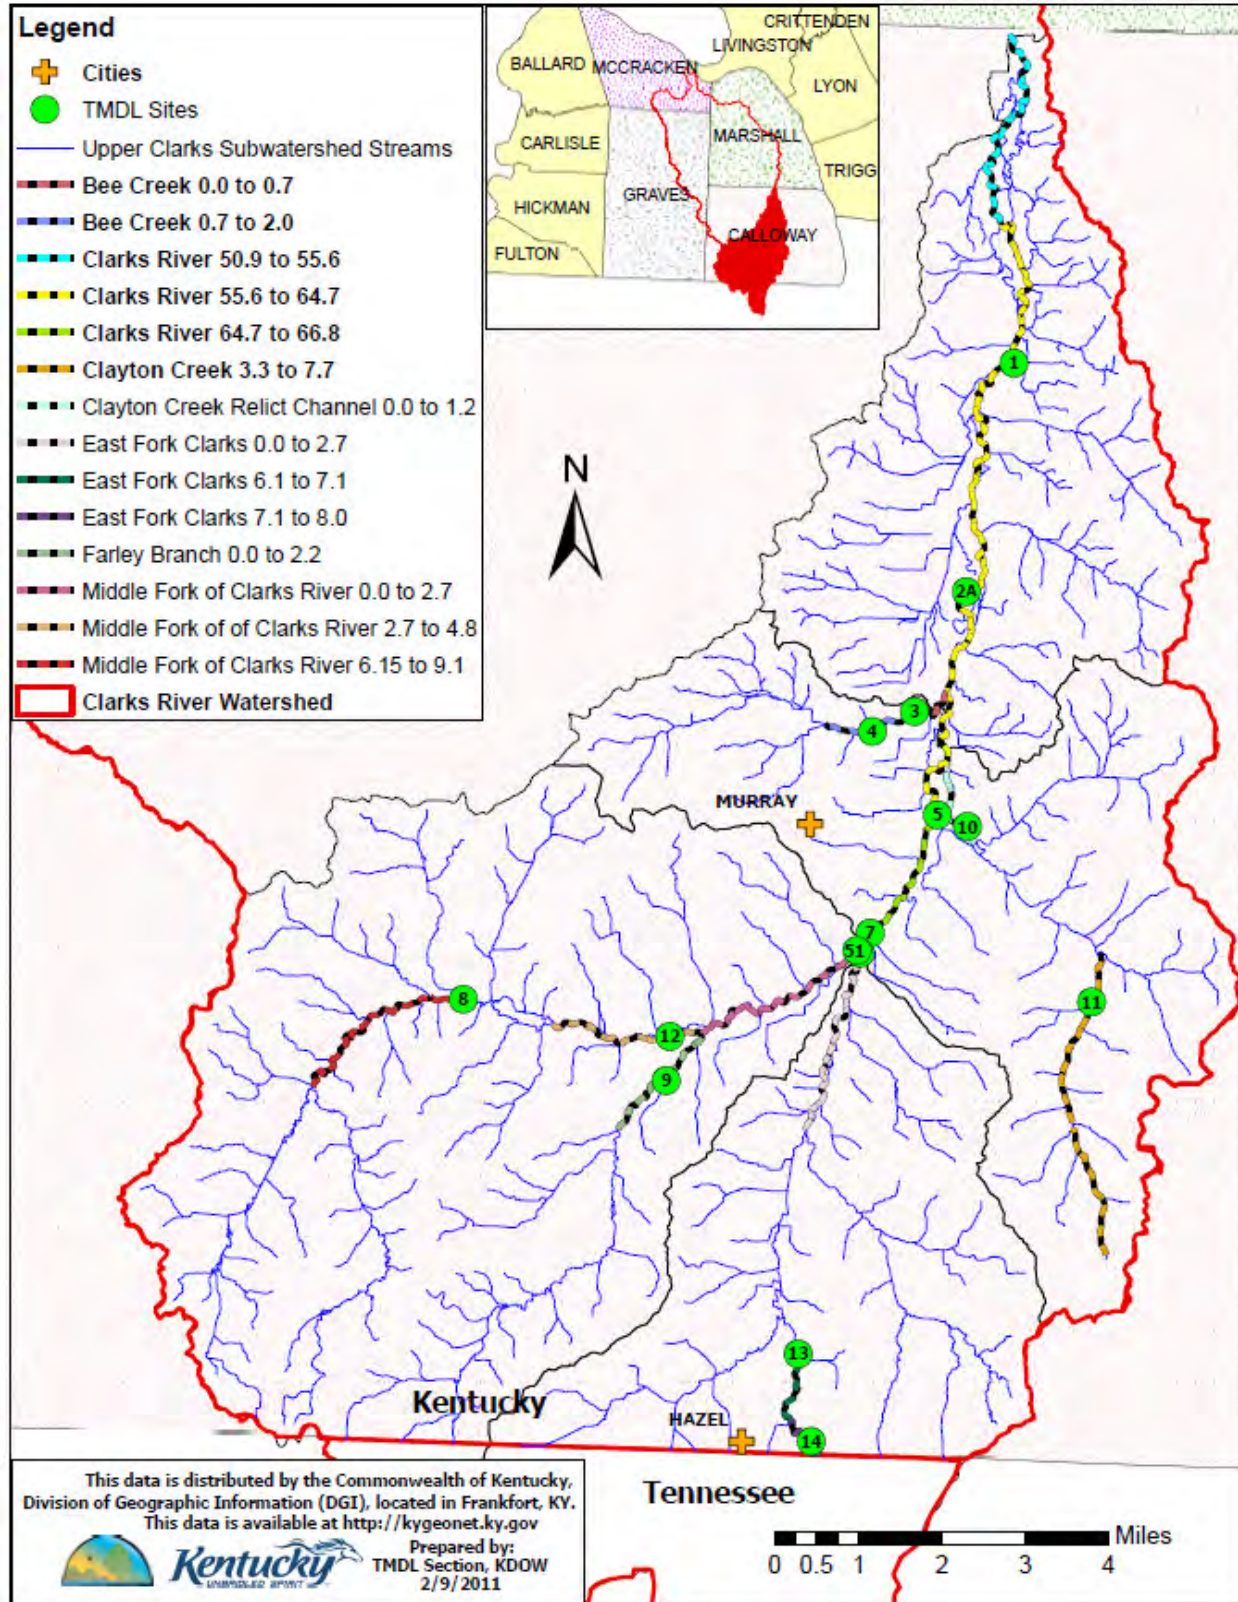 Legend
Cities
TMDL Sites
Upper Clarks Subwatershed Streams
Bee Creek 0.0 to 0.7
Bee Creek 0.7 to 2.0
Clarks River 50.9 to 55.6
Clarks River 55.6 to 64.7
Clarks River 64.7 to 66.8
Clayton Creek 3.3 to 7.7
Clayton Creek Relict Channel 0.0 to 1.2
East Fork Clarks 0.0 to 2.7
East Fork Clarks 6.1 to 7.1
East Fork Clarks 7.1 to 8.0
Farley Branch 0.0 to 2.2
Middle Fork of Clarks River 0.0 to 2.7
Middle Fork of of Clarks River 2.7 to 4.8
Middle Fork of Clarks River 6.15 to 9.1
Clarks River Watershed
CRITTENDEN
LIVINGSTON
BALLARD
MCCRACKEN
LYON
CARLISLE
MARSHALL
TRIGG
GRAVES
HICKMAN
CALLOWAY
FULTON
N
1
2A
3
4
MURRAY
5
10
7
51
8
11
12
9
13
Kentucky
HAZEL
14
Tennessee
This data is distributed by the Commonwealth of Kentucky,
Division of Geographic Information (DGI), located in Frankfort, KY.
This data is available at http://kygeonet.ky.gov
Kentucky
UNBRIDLED SPIRIT
Prepared by:
TMDL Section, KDOW
2/9/2011
Miles
0 0.5 1 2 3 4